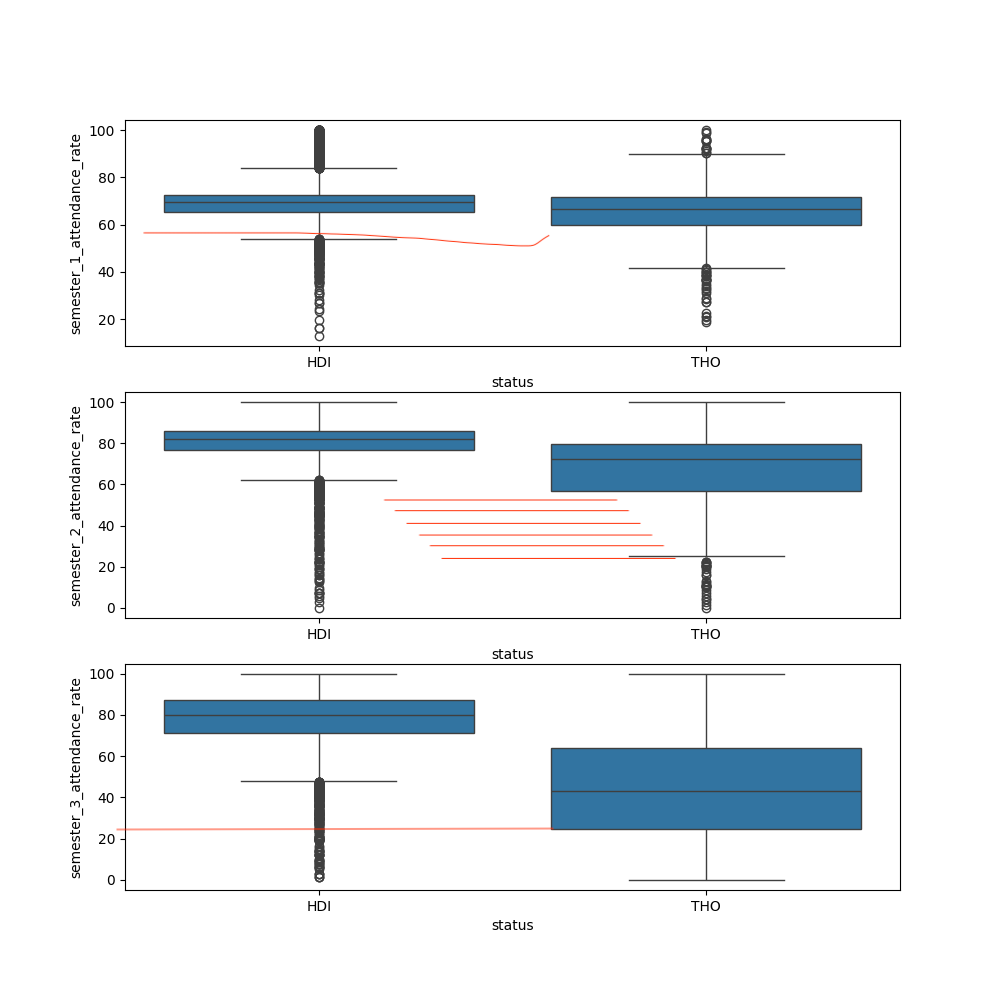 semester_1_attendance_rate
100
80
60
40
20
HDI
THO
status
semester_2_attendance_rate
100
80
60
40
20
0
HDI
THO
status
semester_3_attendance_rate
100
80
60
40
20
0
HDI
THO
status